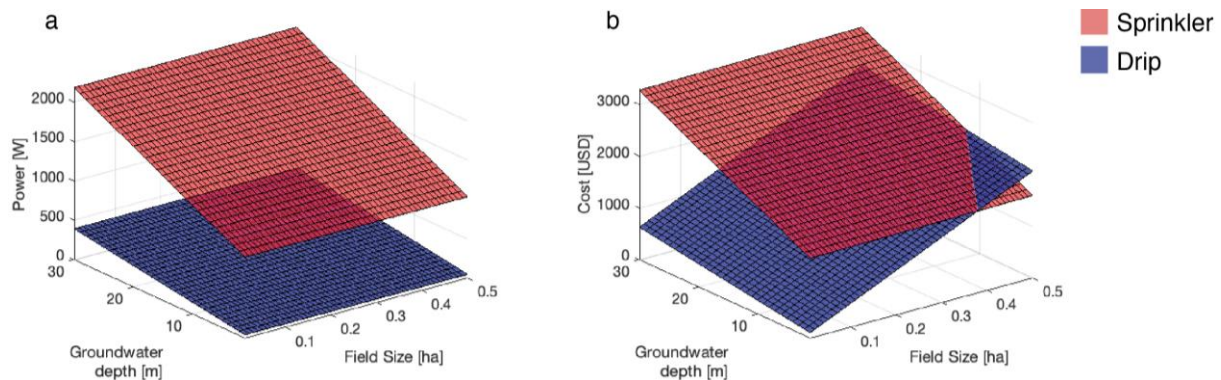 a
2000
1500
1000
500
0
Power [W]
30
20
10
Groundwater
depth [m]
0.1
0.2
0.3
0.4
0.5
Field Size [ha]
b
3000
2000
1000
0
Cost [USD]
30
20
10
Groundwater
depth [m]
0.1
0.2
0.3
0.4
0.5
Field Size [ha]
Sprinkler
Drip